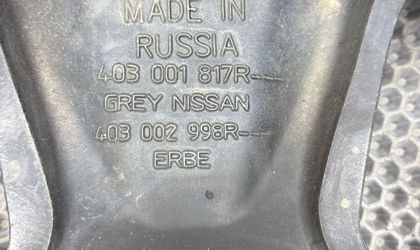 MADE IN
RUSSIA
403 001 817R---
GREY NISSAN
403 002 998R---
ERBE